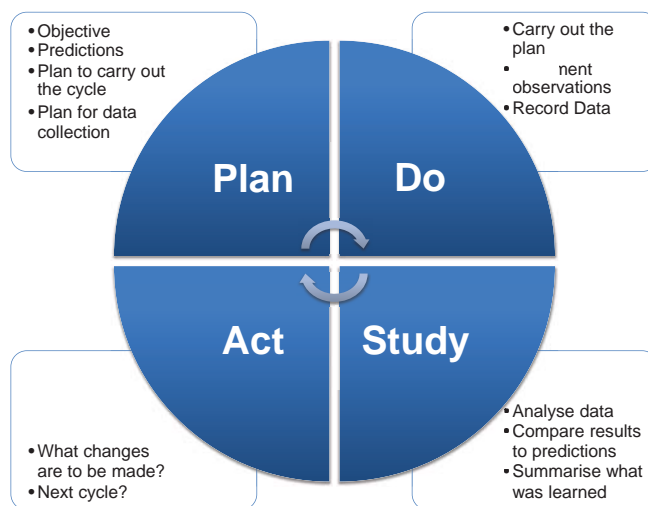 • Objective
• Predictions
• Plan to carry out
the cycle
• Plan for data
collection
Plan
• Carry out the
plan
• ment
observations
• Record Data
Do
Act
• What changes
are to be made?
• Next cycle?
Study
• Analyse data
• Compare results
to predictions
• Summarise what
was learned